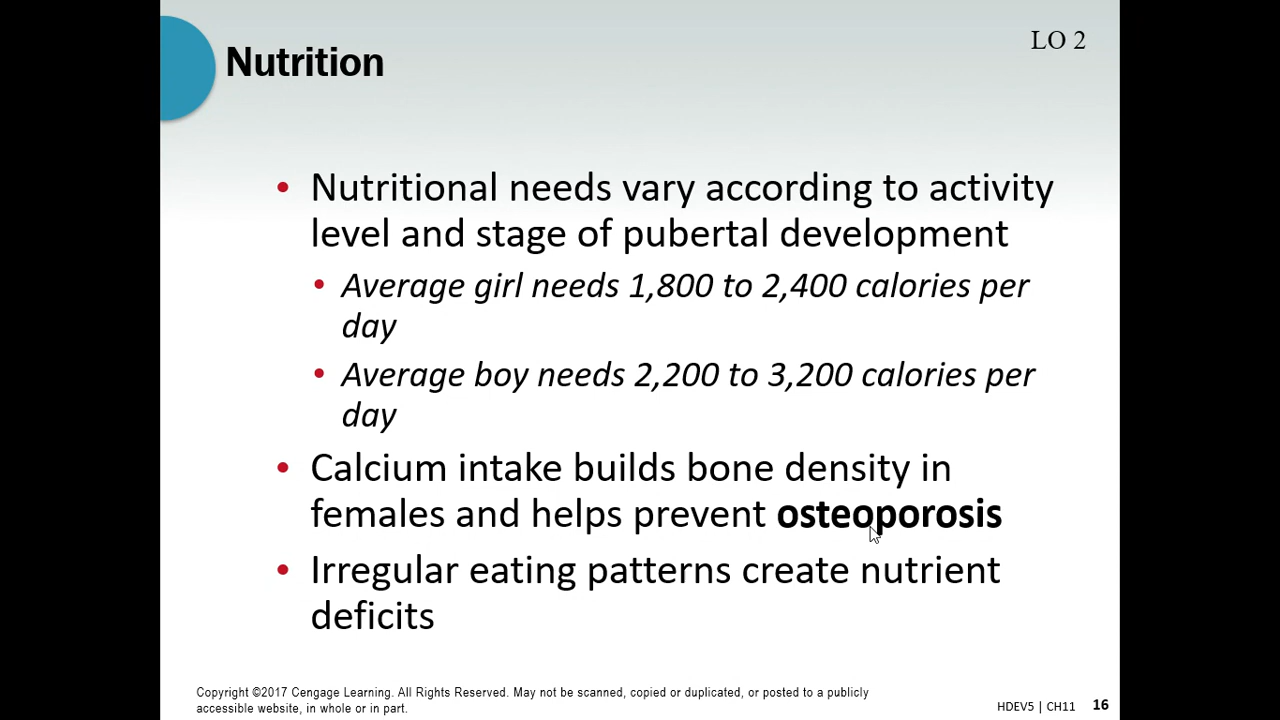 LO 2
Nutrition
• Nutritional needs vary according to activity
level and stage of pubertal development
• Average girl needs 1,800 to 2,400 calories per
day
• Average boy needs 2,200 to 3,200 calories per
day
• Calcium intake builds bone density in
females and helps prevent osteoporosis
• Irregular eating patterns create nutrient
deficits
Copyright ©2017 Cengage Learning. All Rights Reserved. May not be scanned, copied or duplicated, or posted to a publicly
accessible website, in whole or in part.
HDEV5 | CH11 16